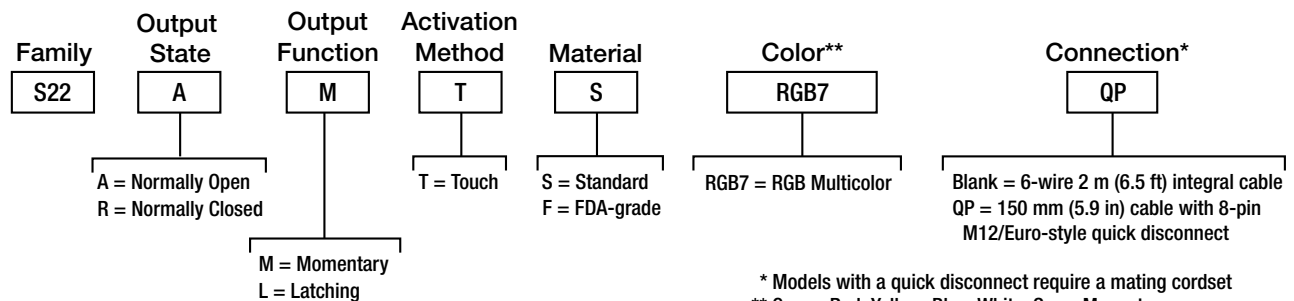 Family
Output State
Output Function
Activation Method
Material
Color**
Connection*
S22
A
M
T
S
RGB7
QP
A = Normally Open
R = Normally Closed
M = Momentary
L = Latching
T = Touch
S = Standard
F = FDA-grade
RGB7 = RGB Multicolor
Blank = 6-wire 2 m (6.5 ft) integral cable
QP = 150 mm (5.9 in) cable with 8-pin
M12/Euro-style quick disconnect
* Models with a quick disconnect require a mating cordset